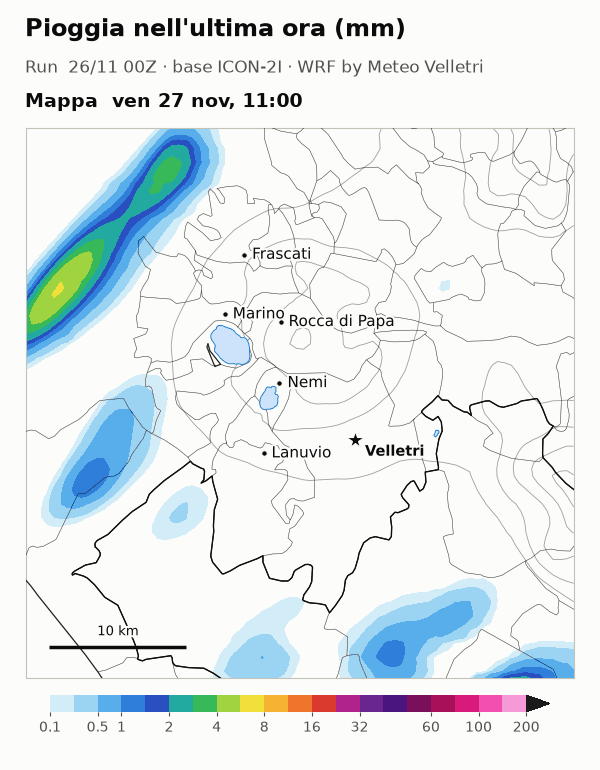 Pioggia nell'ultima ora (mm)
Run 26/11 00Z · base ICON-2I · WRF by Meteo Velletri
Mappa ven 27 nov, 11:00
Frascati
Marino
Rocca di Papa
Nemi
Velletri
Lanuvio
10 km
0.1 0.5 1 2 4 8 16 32 60 100 200